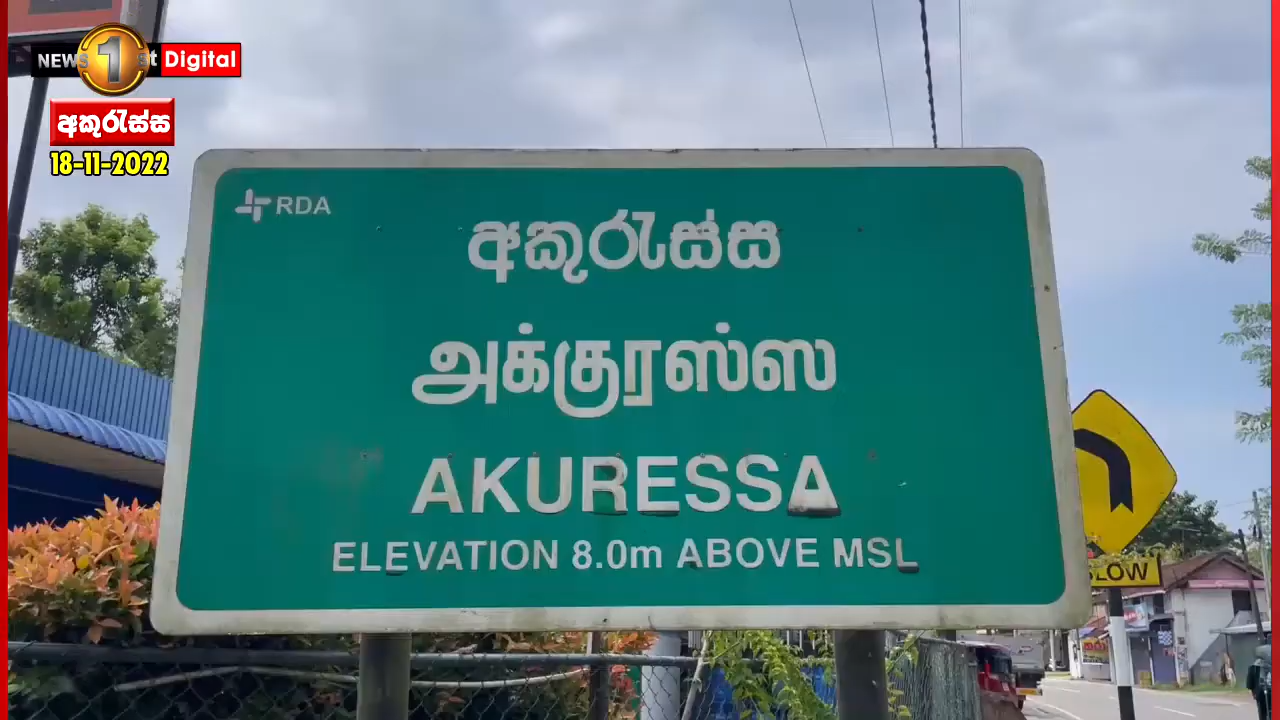 NEWS 1st Digital
අකුරැස්ස
18-11-2022
RDA
අකුරැස්ස
அக்குரஸ்ஸ
AKURESSA
ELEVATION 8.0m ABOVE MSL
SLOW